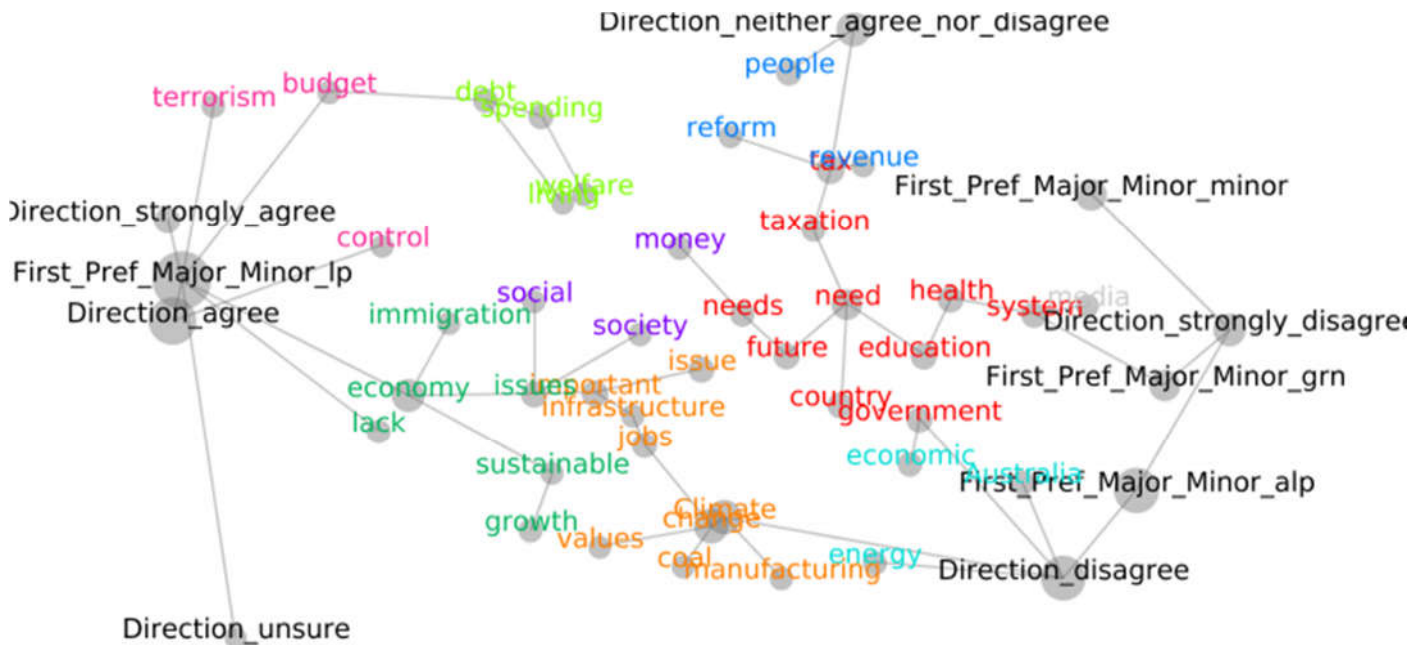 Direction_neither_agree_nor_disagree
people
budget
debt
terrorism
spending
reform
revenue
tax
welfare
living
First_Pref_Major_Minor_minor
Direction_strongly_agree
taxation
control
money
First_Pref_Major_Minor_lp
social
health
media
need
needs
system
Direction_agree
immigration
society
Direction_strongly_disagree
future
education
issue
First_Pref_Major_Minor_grn
economy
issues
important
country
infrastructure
government
lack
jobs
economic
sustainable
Australia
First_Pref_Major_Minor_alp
Climate
change
growth
values
energy
coal
manufacturing
Direction_disagree
Direction_unsure